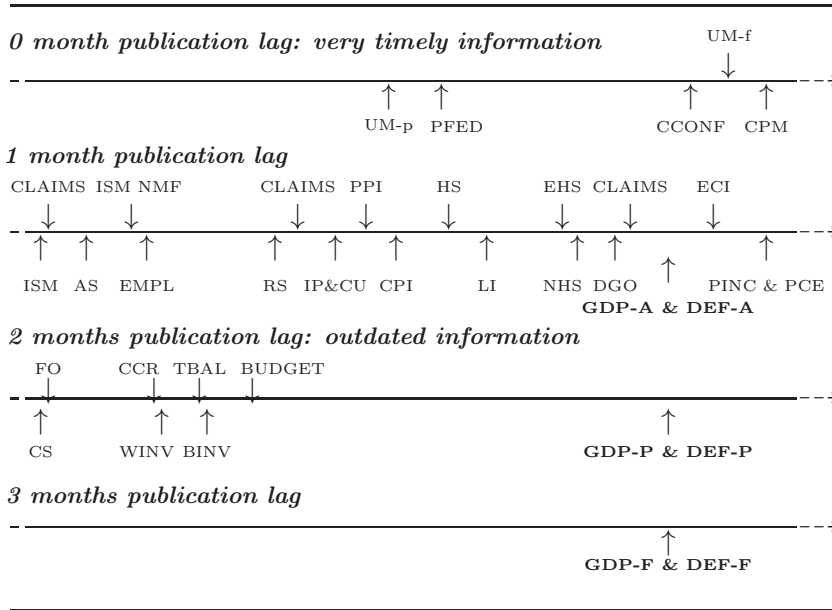 0 month publication lag: very timely information
UM-f
UM-p PFED CCONF CPM
1 month publication lag
CLAIMS ISM NMF CLAIMS PPI HS EHS CLAIMS ECI
ISM AS EMPL RS IP&CU CPI LI NHS DGO PINC & PCE
GDP-A & DEF-A
2 months publication lag: outdated information
FO CCR TBAL BUDGET
CS WINV BINV GDP-P & DEF-P
3 months publication lag
GDP-F & DEF-F